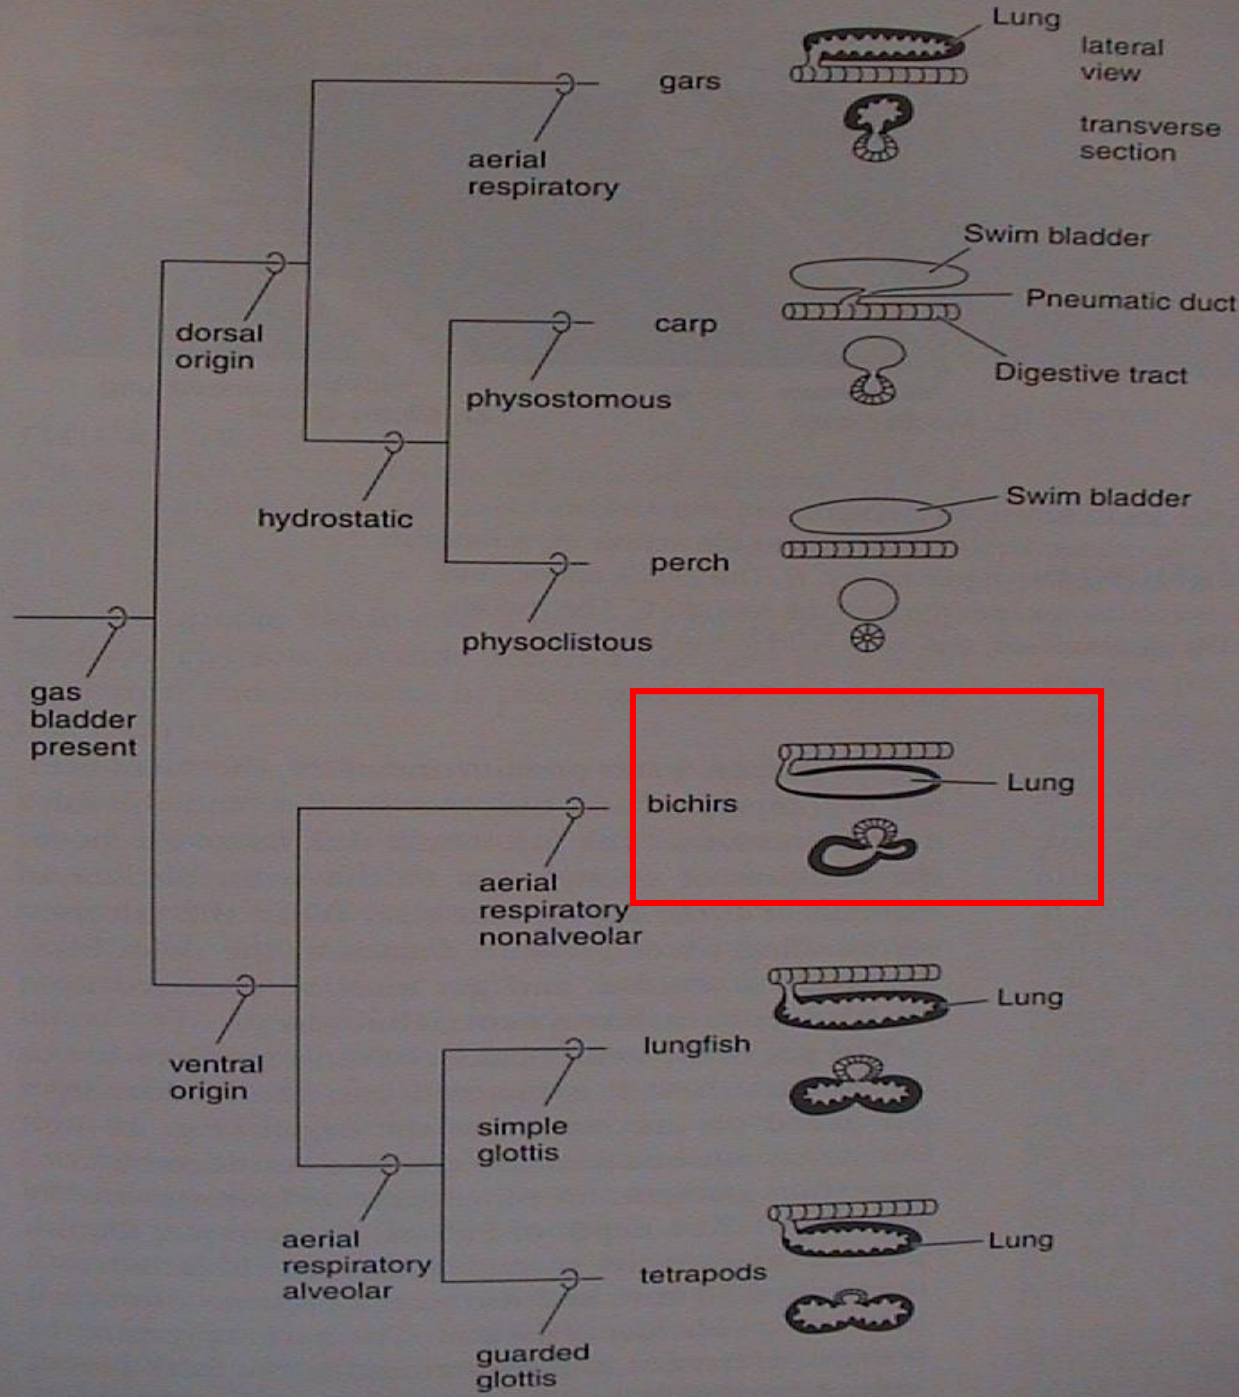 Lung
lateral
view
gars
transverse
section
aerial
respiratory
Swim bladder
Pneumatic duct
carp
dorsal
origin
Digestive tract
physostomous
Swim bladder
hydrostatic
perch
physoclistous
gas
bladder
present
Lung
bichirs
aerial
respiratory
nonalveolar
Lung
lungfish
ventral
origin
simple
glottis
aerial
respiratory
alveolar
Lung
tetrapods
guarded
glottis